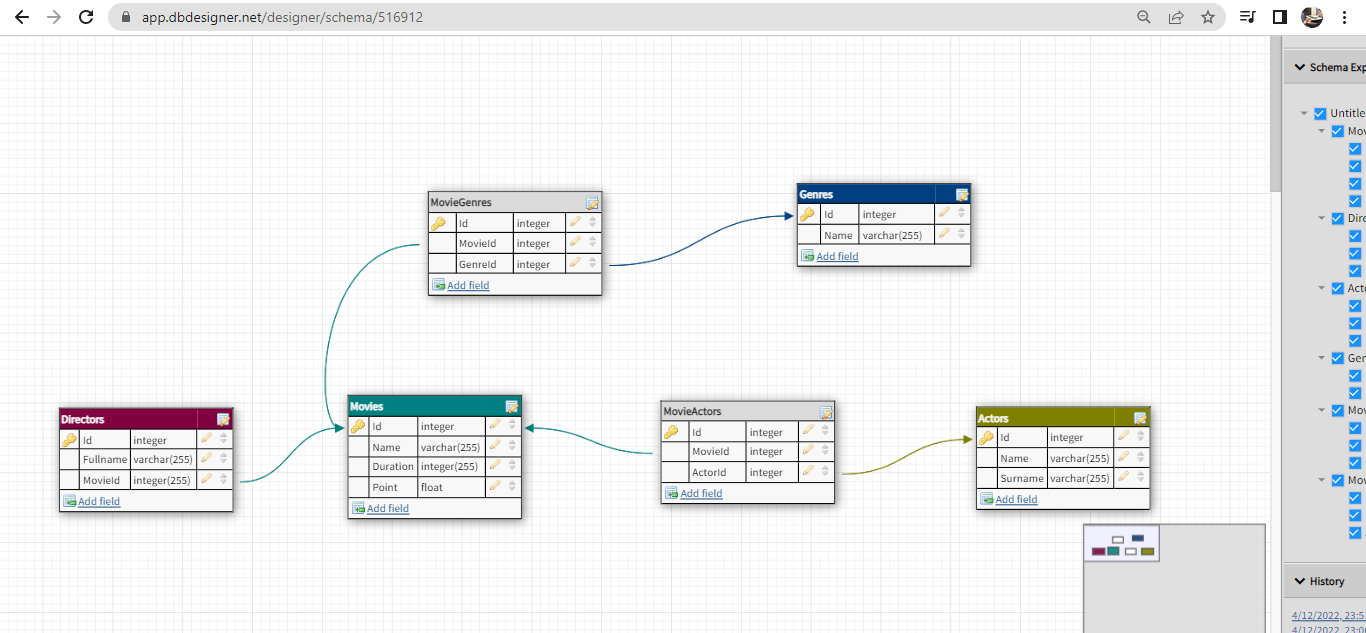 app.dbdesigner.net/designer/schema/516912
Schema Exp
Untitle
Mov
Dire
Acto
Gen
Mov
Mov
MovieGenres
Id integer
MovieId integer
GenreId integer
Add field
Genres
Id integer
Name varchar(255)
Add field
Directors
Id integer
Fullname varchar(255)
MovieId integer(255)
Add field
Movies
Id integer
Name varchar(255)
Duration integer(255)
Point float
Add field
MovieActors
Id integer
MovieId integer
ActorId integer
Add field
Actors
Id integer
Name varchar(255)
Surname varchar(255)
Add field
History
4/12/2022, 23:5
4/12/2022, 23:0